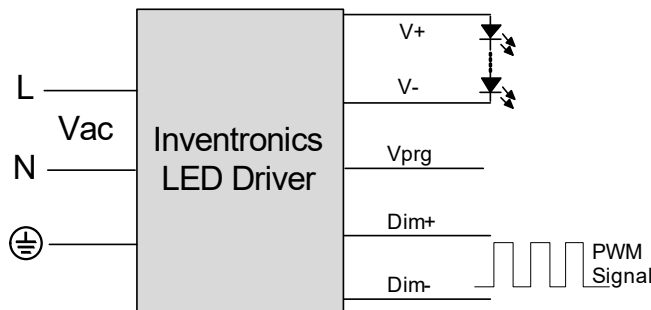 L
Vac
N
Inventronics
LED Driver
V+
V-
Vprg
Dim+
Dim-
PWM
Signal